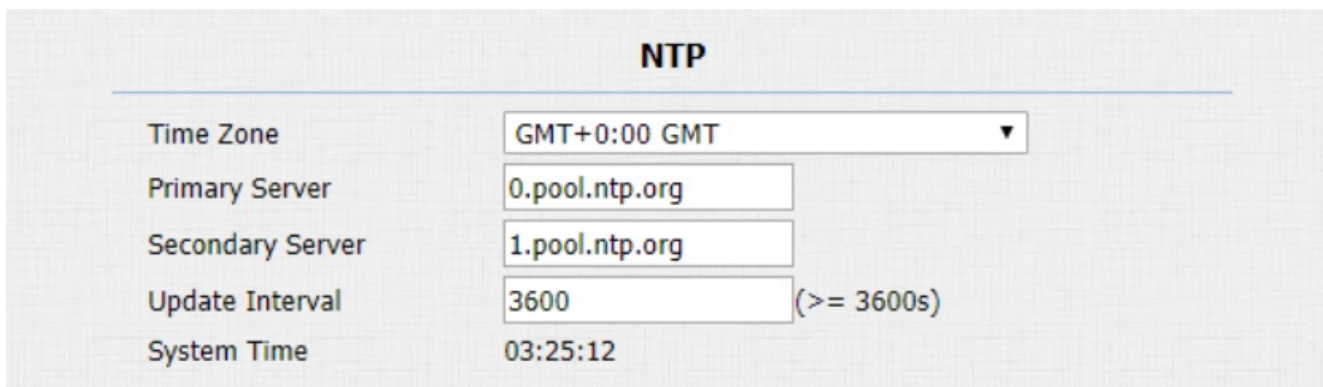 NTP
Time Zone GMT+0:00 GMT
Primary Server 0.pool.ntp.org
Secondary Server 1.pool.ntp.org
Update Interval 3600 (>= 3600s)
System Time 03:25:12